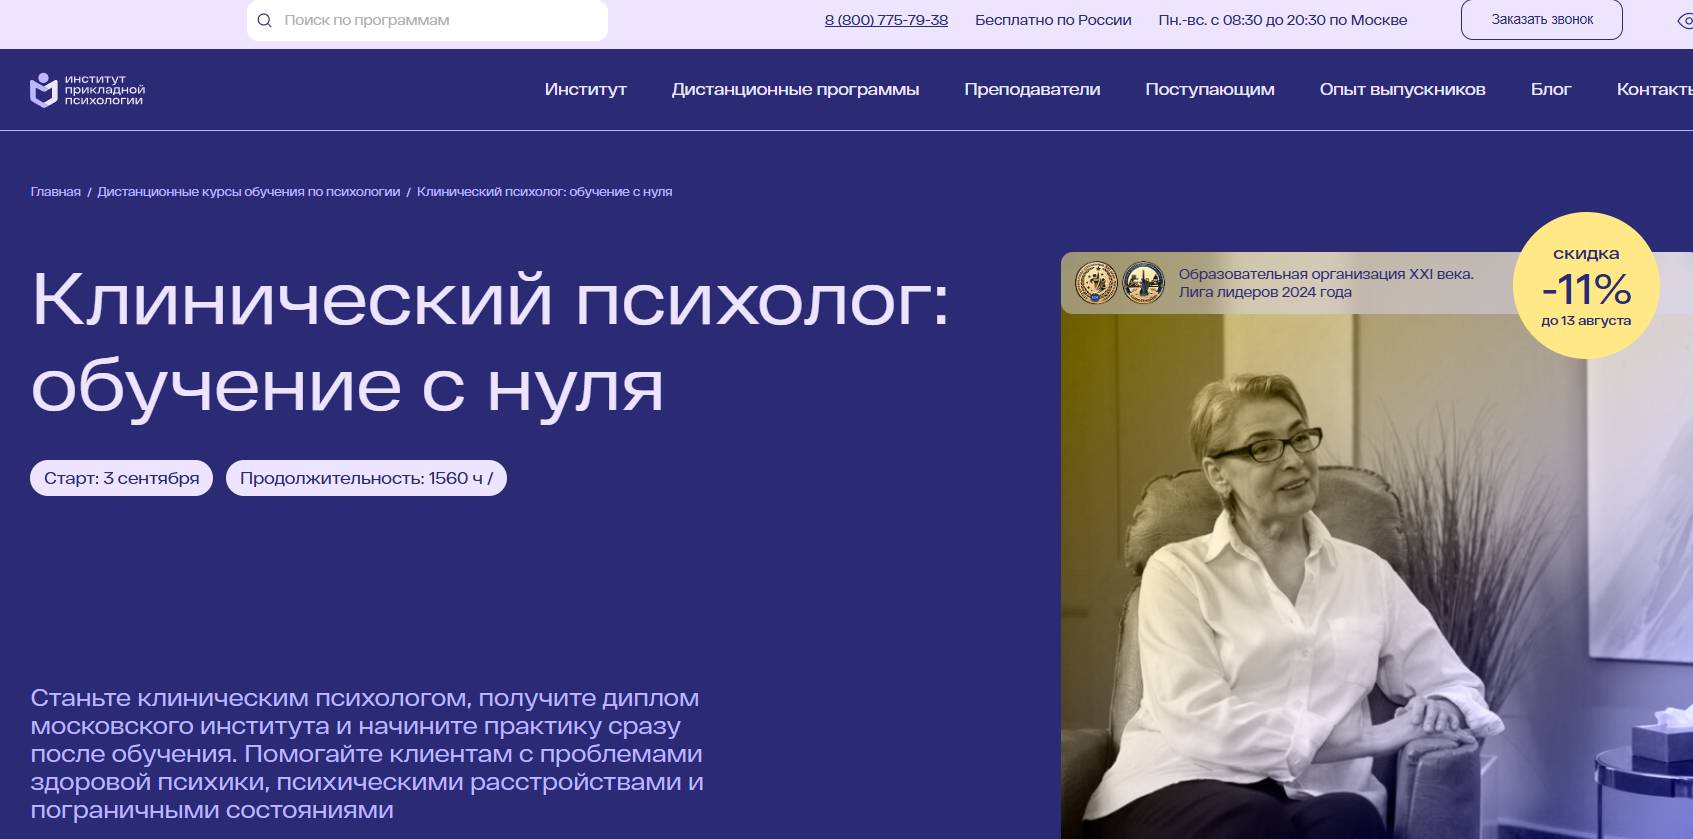 Поиск по программам
8 (800) 775-79-38
Бесплатно по России
Пн.-вс. с 08:30 до 20:30 по Москве
Заказать звонок
институт
прикладной
психологии
Институт
Дистанционные программы
Преподаватели
Поступающим
Опыт выпускников
Блог
Контакты
Главная / Дистанционные курсы обучения по психологии / Клинический психолог: обучение с нуля
Клинический психолог:
обучение с нуля
Старт: 3 сентября
Продолжительность: 1560 ч /
Образовательная организация XXI века.
Лига лидеров 2024 года
скидка
-11%
до 13 августа
Станьте клиническим психологом, получите диплом
московского института и начините практику сразу
после обучения. Помогайте клиентам с проблемами
здоровой психики, психическими расстройствами и
пограничными состояниями